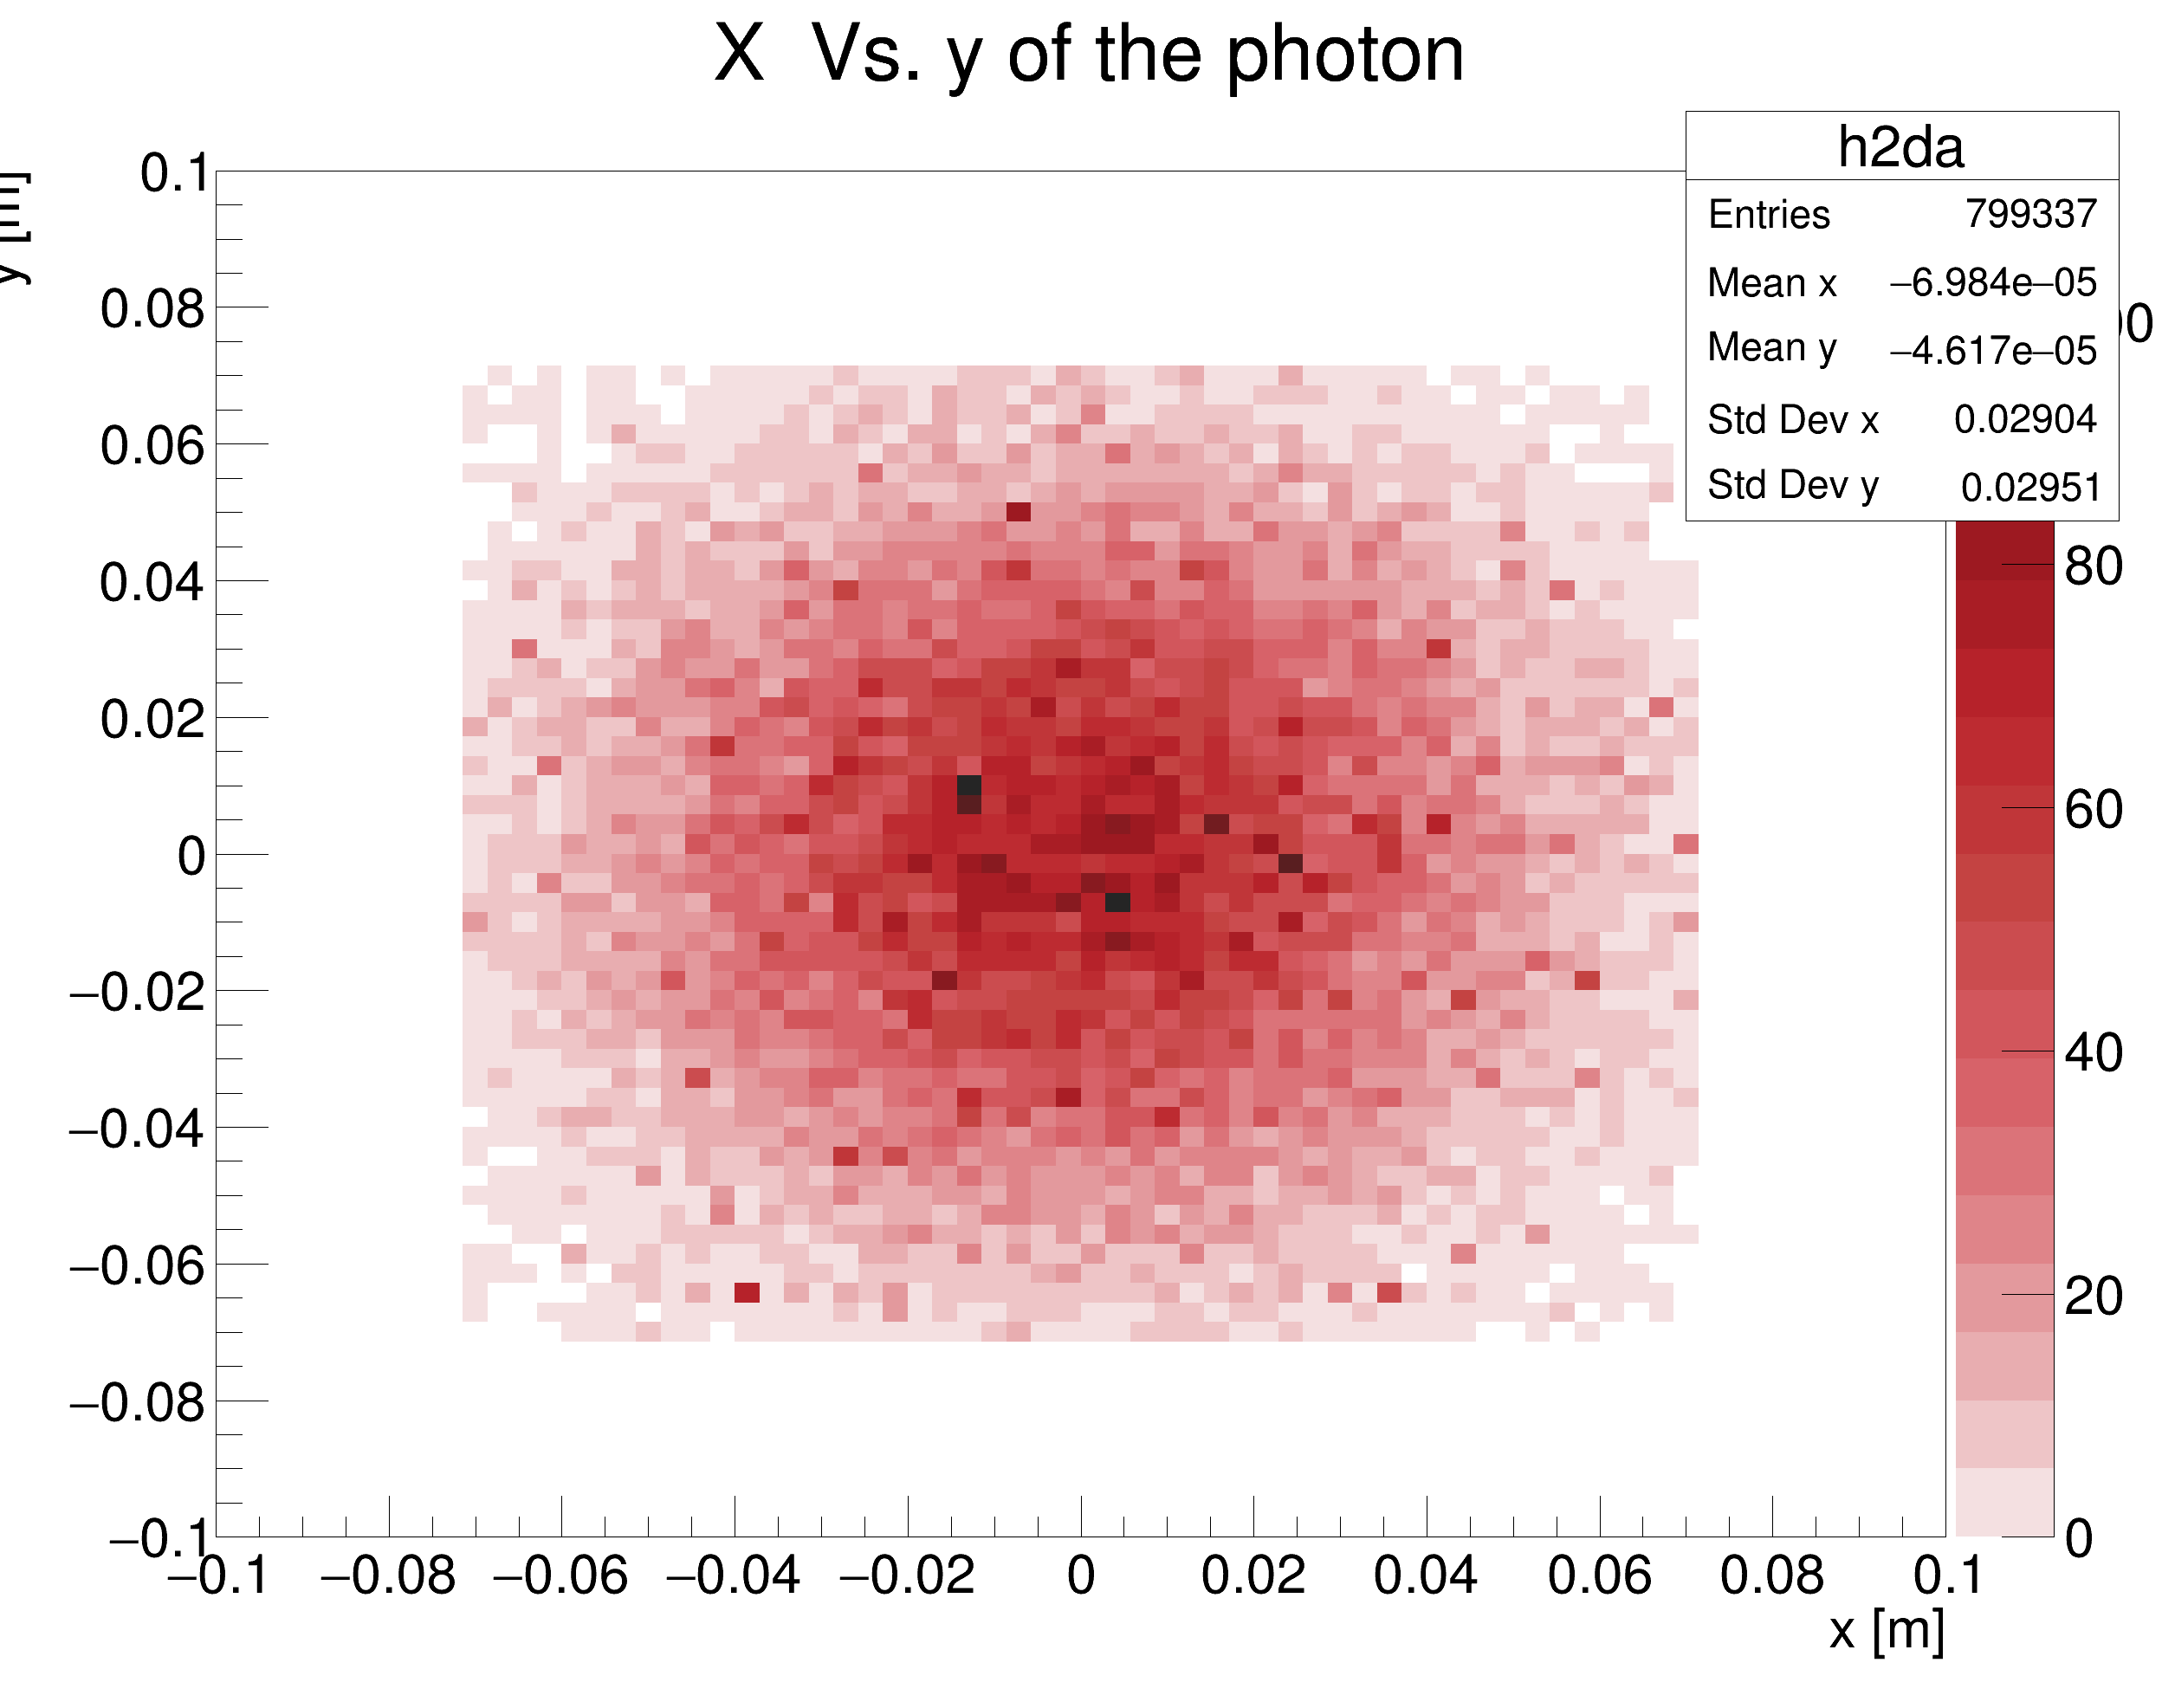 X Vs. y of the photon
h2da
Entries 799337
Mean x −6.984e−05
Mean y −4.617e−05
Std Dev x 0.02904
Std Dev y 0.02951
y [m]
0.1
0.08
0.06
0.04
0.02
0
−0.02
−0.04
−0.06
−0.08
−0.1
80
60
40
20
0
−0.1 −0.08 −0.06 −0.04 −0.02 0 0.02 0.04 0.06 0.08 0.1
x [m]